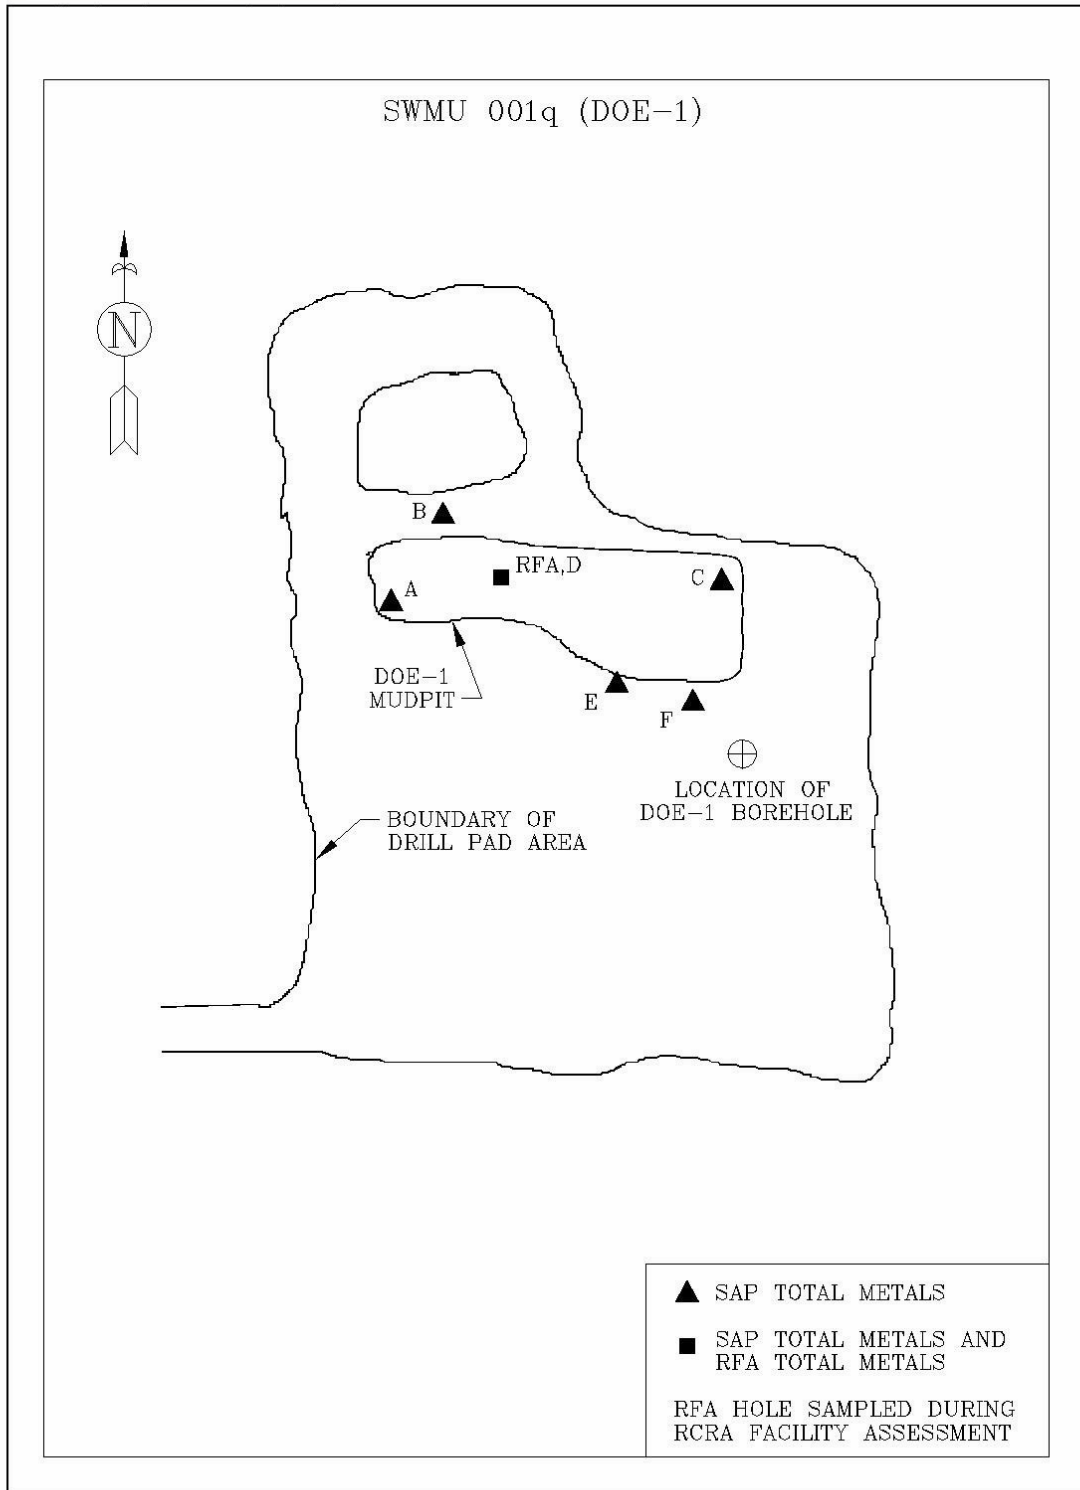 SWMU 001q (DOE-1)
N
B
RFA,D
A
C
DOE-1
MUDPIT
E
F
LOCATION OF
DOE-1 BOREHOLE
BOUNDARY OF
DRILL PAD AREA
SAP TOTAL METALS
SAP TOTAL METALS AND
RFA TOTAL METALS
RFA HOLE SAMPLED DURING
RCRA FACILITY ASSESSMENT